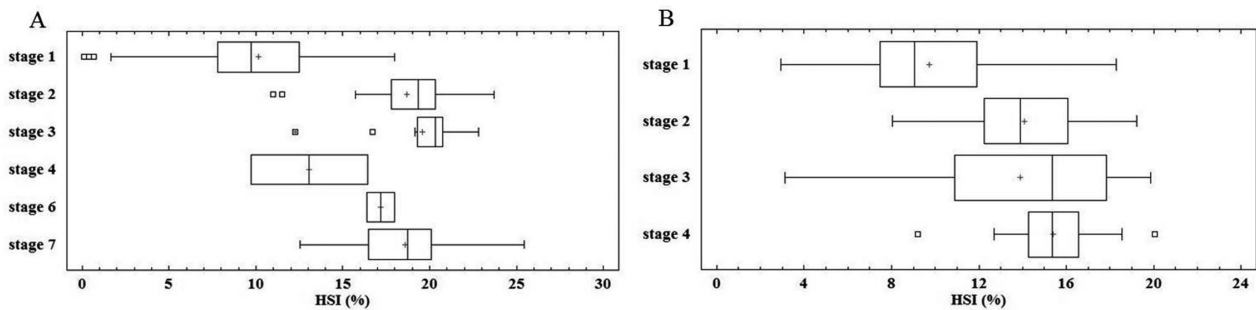 A
stage 1
stage 2
stage 3
stage 4
stage 6
stage 7
0 5 10 15 20 25 30
HSI (%)
B
stage 1
stage 2
stage 3
stage 4
0 4 8 12 16 20 24
HSI (%)